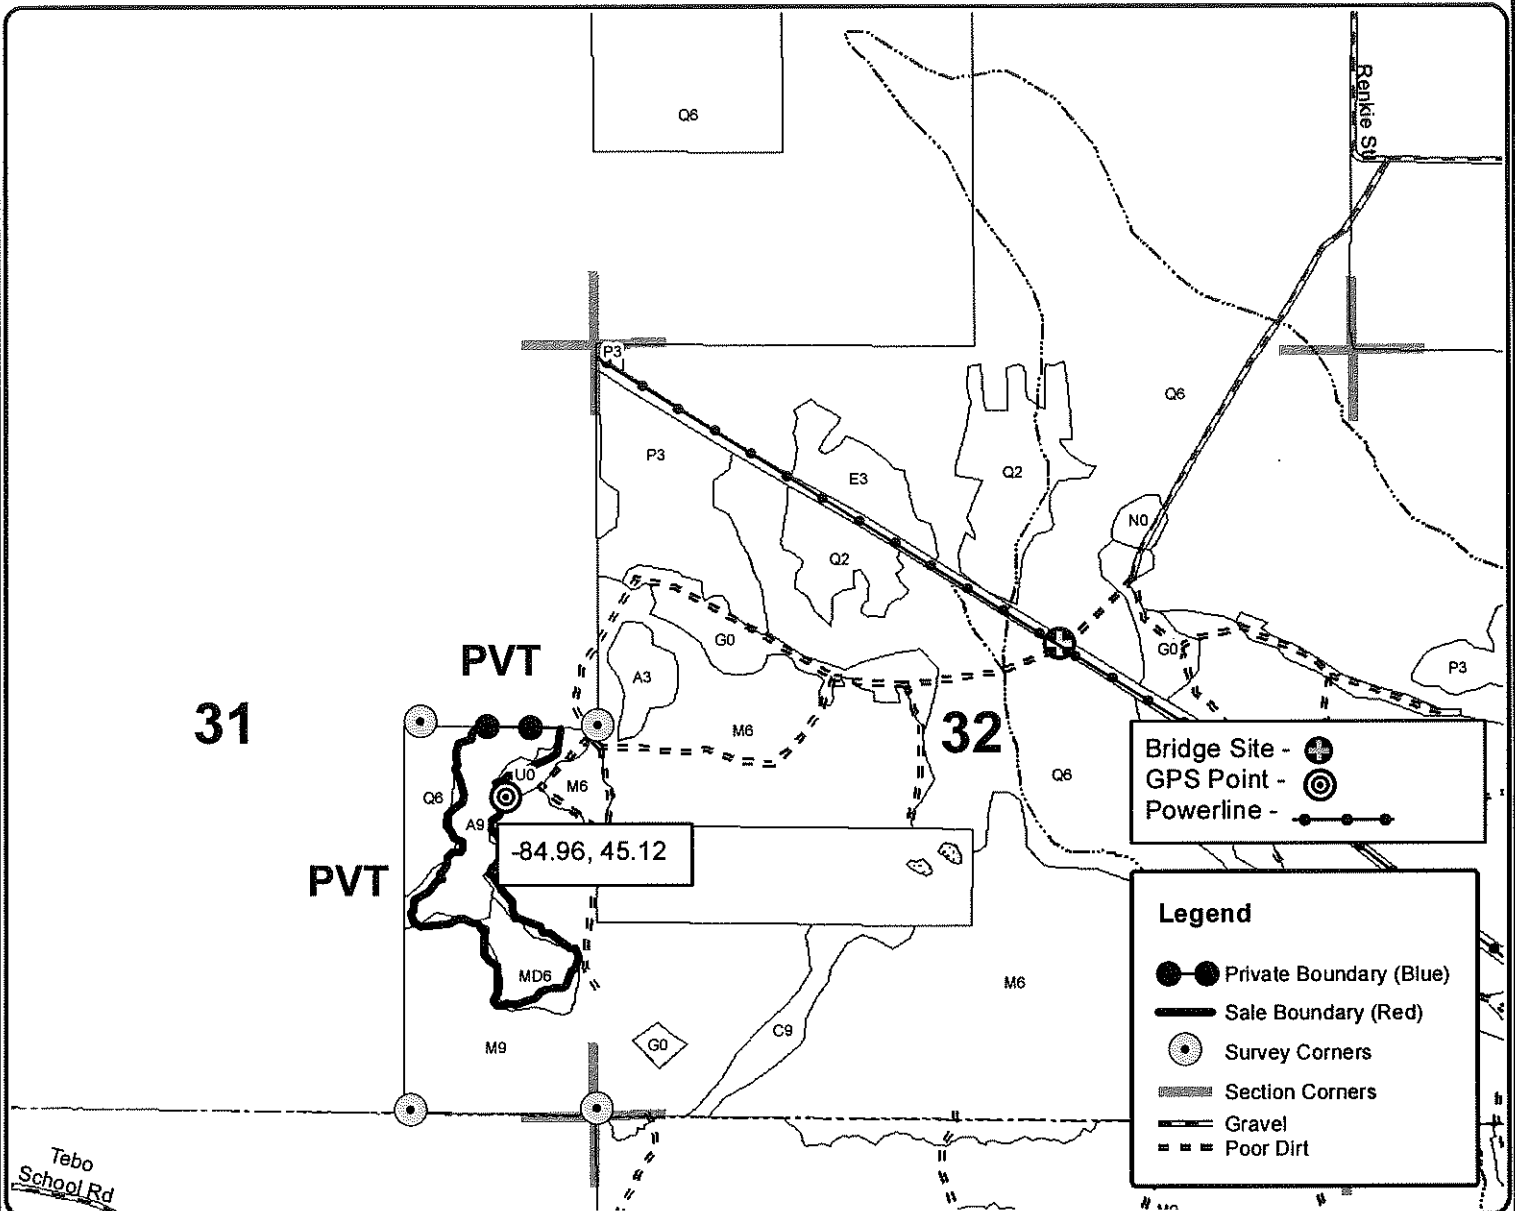 Q6
Renkie St
P3
Q6
P3
E3
Q2
N0
Q2
G0
G0
PVT
A3
P3
31
M6
32
Bridge Site -
GPS Point -
Powerline -
U0
M6
Q6
Q6
A9
-84.96, 45.12
PVT
Legend
Private Boundary (Blue)
MD6
M6
Sale Boundary (Red)
C9
M9
G0
Survey Corners
Section Corners
Gravel
Poor Dirt
Tebo
School Rd